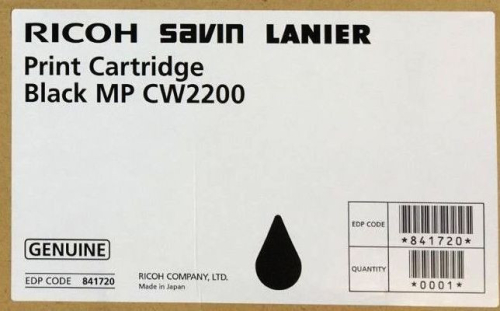 RICOH SAVIN LANIER
Print Cartridge
Black MP CW2200
GENUINE
EDP CODE 841720
RICOH COMPANY, LTD.
Made in Japan
EDP CODE
*841720*
QUANTITY
*0001*